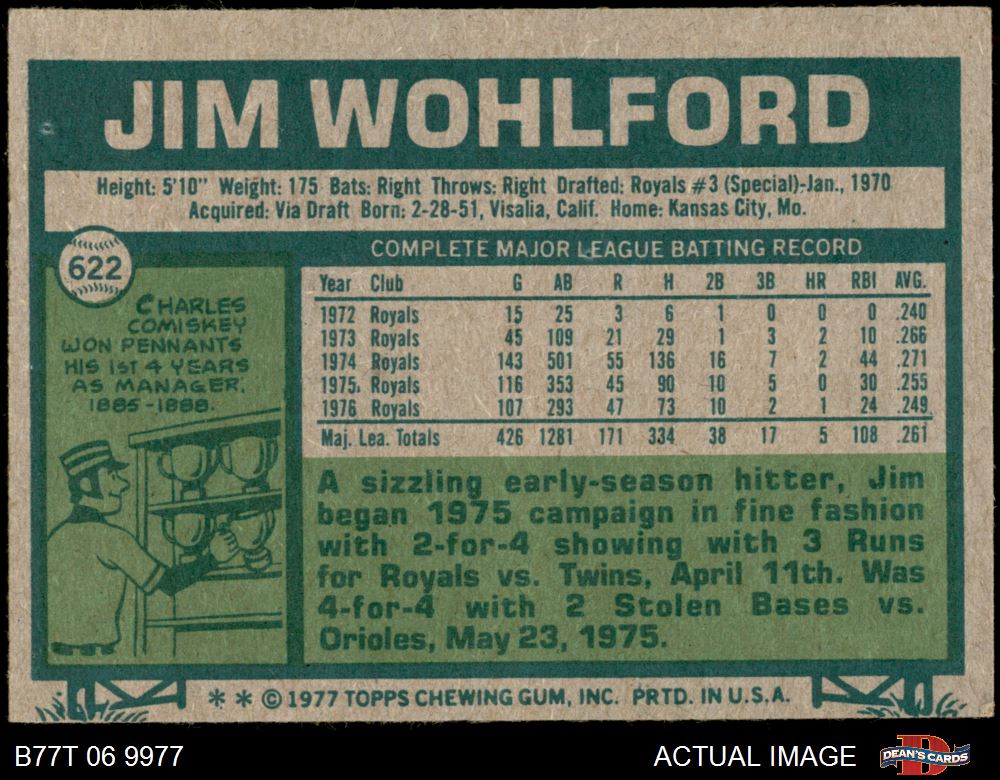 JIM WOHLFORD
Height: 5'10" Weight: 175 Bats: Right Throws: Right Drafted: Royals #3 (Special)-Jan., 1970
Acquired: Via Draft Born: 2-28-51, Visalia, Calif. Home: Kansas City, Mo.
622
CHARLES
COMISKEY
WON PENNANTS
HIS 1ST 4 YEARS
AS MANAGER.
1885-1888.
COMPLETE MAJOR LEAGUE BATTING RECORD
Year Club G AB R H 2B 3B HR RBI AVG.
1972 Royals 15 25 3 6 1 0 0 0 .240
1973 Royals 45 109 21 29 1 3 2 10 .266
1974 Royals 143 501 55 136 16 7 2 44 .271
1975 Royals 116 353 45 90 10 5 0 30 .255
1976 Royals 107 293 47 73 10 2 1 24 .249
Maj. Lea. Totals 426 1281 171 334 38 17 5 108 .261
A sizzling early-season hitter, Jim
began 1975 campaign in fine fashion
with 2-for-4 showing with 3 Runs
for Royals vs. Twins, April 11th. Was
4-for-4 with 2 Stolen Bases vs.
Orioles, May 23, 1975.
* * © 1977 TOPPS CHEWING GUM, INC. PRTD. IN U.S.A.
B77T 06 9977
ACTUAL IMAGE
D
DEAN'S CARDS